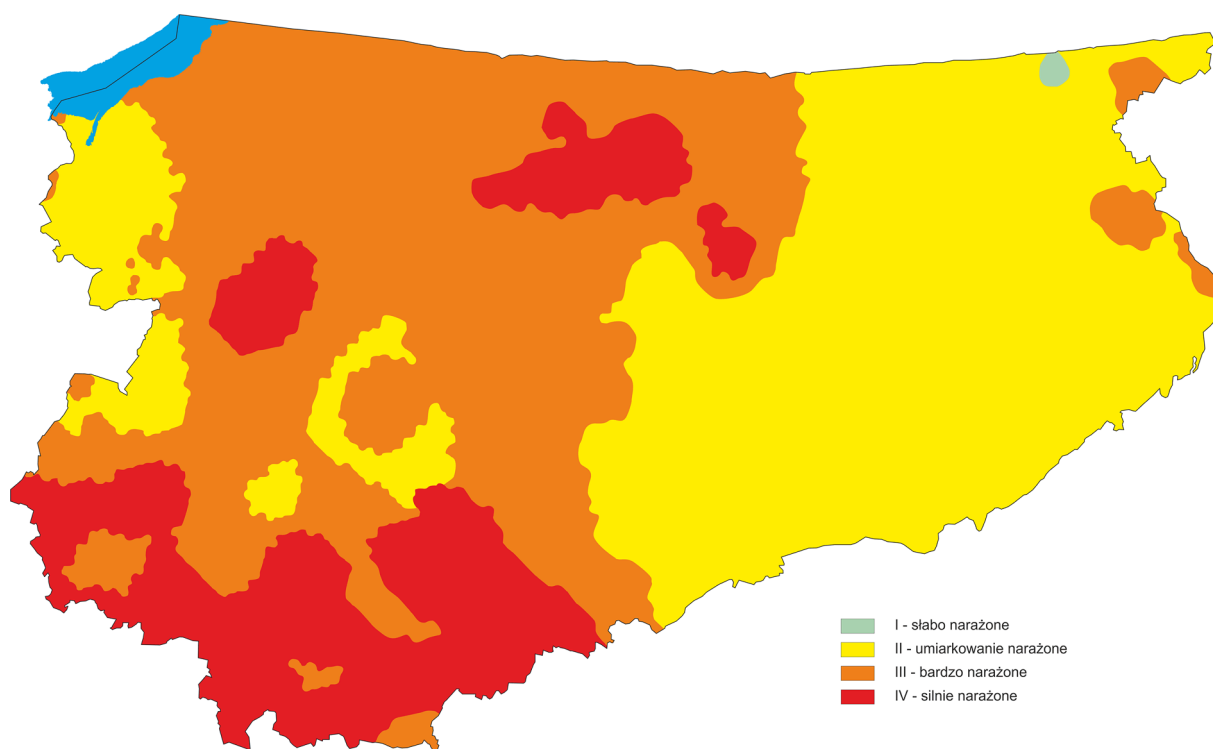 I - słabo narażone
II - umiarkowanie narażone
III - bardzo narażone
IV - silnie narażone